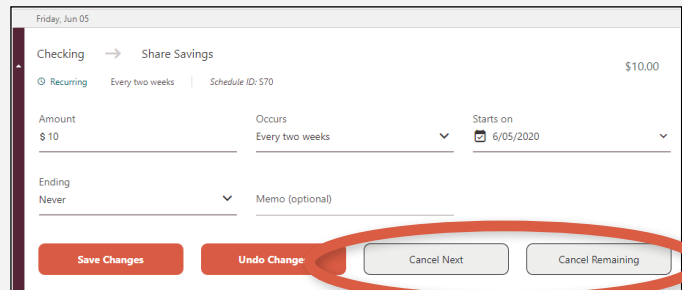 Friday, Jun 05
Checking → Share Savings
$10.00
Recurring Every two weeks Schedule ID: S70
Amount Occurs Starts on
$ 10 Every two weeks 6/05/2020
Ending
Never Memo (optional)
Save Changes Undo Change Cancel Next Cancel Remaining